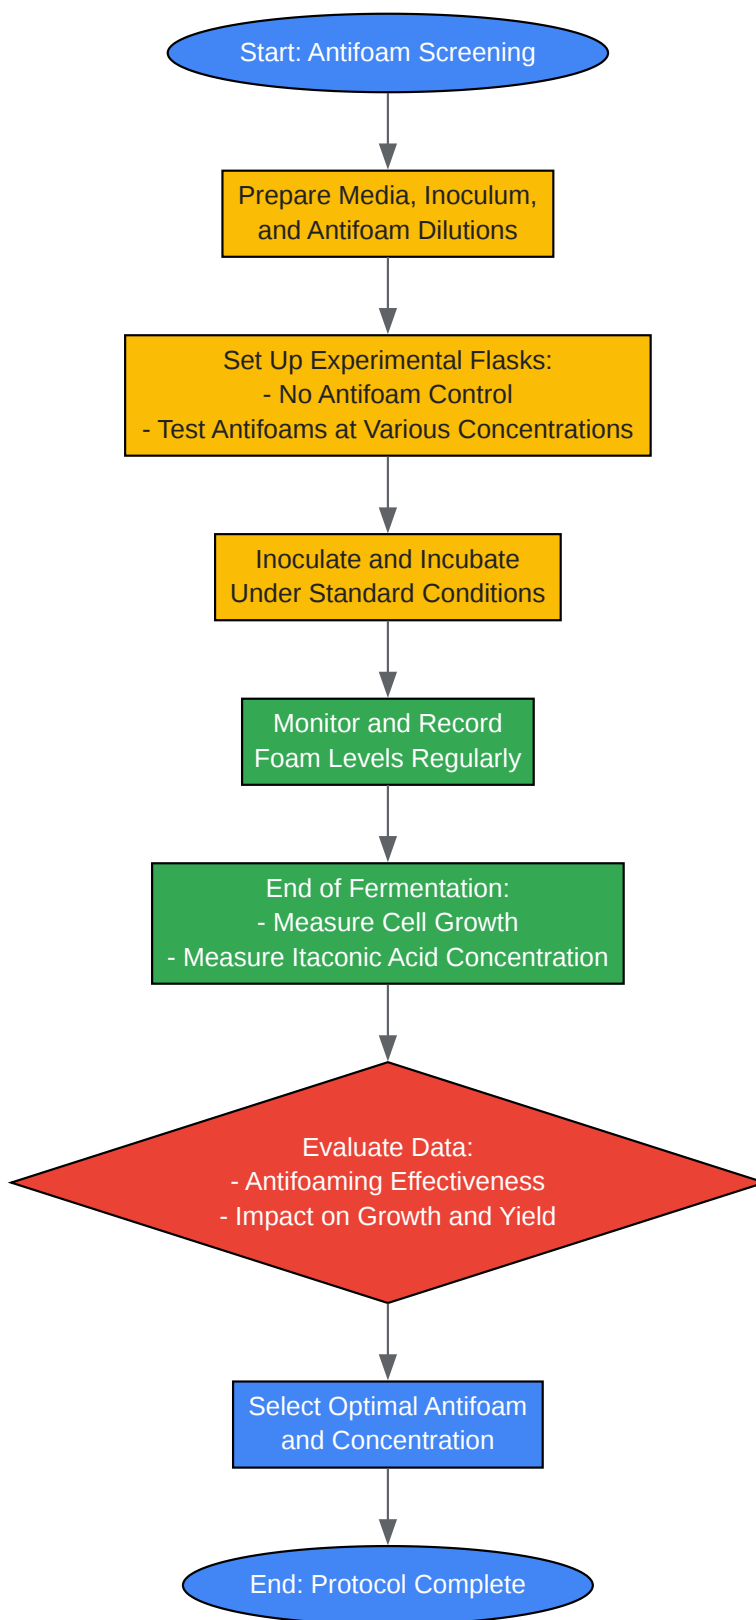 Start: Antifoam Screening
Prepare Media, Inoculum,
and Antifoam Dilutions
Set Up Experimental Flasks:
- No Antifoam Control
- Test Antifoams at Various Concentrations
Inoculate and Incubate
Under Standard Conditions
Monitor and Record
Foam Levels Regularly
End of Fermentation:
- Measure Cell Growth
- Measure Itaconic Acid Concentration
Evaluate Data:
- Antifoaming Effectiveness
- Impact on Growth and Yield
Select Optimal Antifoam
and Concentration
End: Protocol Complete